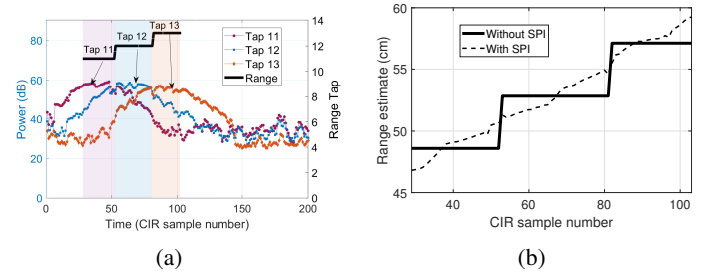 80
60
40
20
0
Power (dB)
0
50
100
150
200
Time (CIR sample number)
14
12
10
8
6
4
2
0
Range Tap
Tap 11
Tap 12
Tap 13
Tap 11
Tap 12
Tap 13
Range
(a)
60
55
50
45
Range estimate (cm)
40
60
80
100
CIR sample number
Without SPI
With SPI
(b)